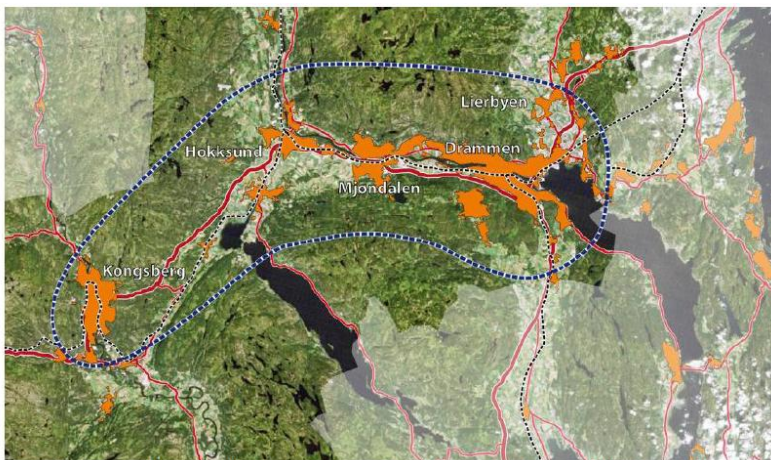 Lierbyen
Hokksund
Drammen
Mjøndalen
Kongsberg